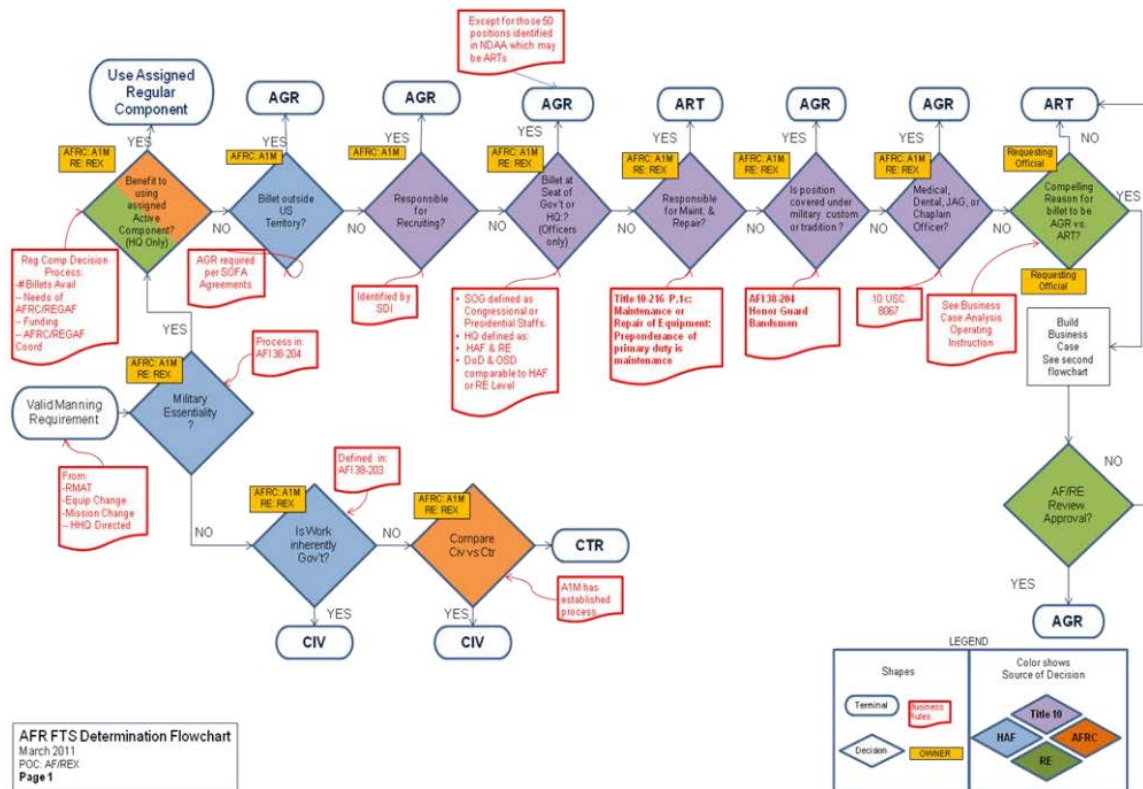 Except for those 50
positions identified
in NDAA which may
be ARTs
Use Assigned
Regular
Component
AGR
AGR
AGR
ART
AGR
AGR
ART
YES
YES
YES
YES
YES
YES
YES
NO
AFRC: A1M
RE: REX
AFRC: A1M
AFRC: A1M
AFRC: A1M
RE: REX
AFRC: A1M
RE: REX
AFRC: A1M
RE: REX
AFRC: A1M
RE: REX
Requesting
Official
Benefit to
using
assigned
Active
Component?
(HQ Only)
NO
Billet outside
US
Territory?
NO
Responsible
for
Recruiting?
NO
Billet at
Seat of
Gov't or
HQ:?
(Officers
only)
NO
Responsible
for Maint. &
Repair?
NO
Is position
covered under
military custom
or tradition ?
NO
Medical,
Dental, JAG, or
Chaplain
Officer?
NO
Compelling
Reason for
billet to be
AGR vs.
ART?
YES
Requesting
Official
Reg Comp Decision
Process:
-# Billets Avail
-- Needs of
AFRC/REGAF
-- Funding
-- AFRC/REGAF
Coord
AGR required
per SOFA
Agreements
Identified by
SDI
• SOG defined as
Congressional or
Presidential Staffs.
• HQ defined as:
• HAF & RE
• DoD & OSD
comparable to HAF
or RE Level
Title 10-216 P.1c:
Maintenance or
Repair of Equipment:
Preponderance of
primary duty is
maintenance
AFI 38-204
Honor Guard
Bandsmen
10 USC
8067
See Business
Case Analysis
Operating
Instruction
Build
Business
Case
See second
flowchart
YES
Process in:
AFI 38-204
AFRC: A1M
RE: REX
Valid Manning
Requirement
Military
Essentiality
?
From:
-RMAT
-Equip Change
-Mission Change
-- HHQ Directed
NO
Defined in:
AFI 38-203
AFRC: A1M
RE: REX
Is Work
inherently
Gov't?
NO
AFRC: A1M
RE: REX
Compare
Civ vs Ctr
CTR
A1M has
established
process
YES
CIV
YES
CIV
AF/RE
Review
Approval?
NO
YES
AGR
LEGEND
Shapes
Terminal
Business
Rules
Decision
OWNER
Color shows
Source of Decision
Title 10
HAF
AFRC
RE
AFR FTS Determination Flowchart
March 2011
POC: AF/REX
Page 1